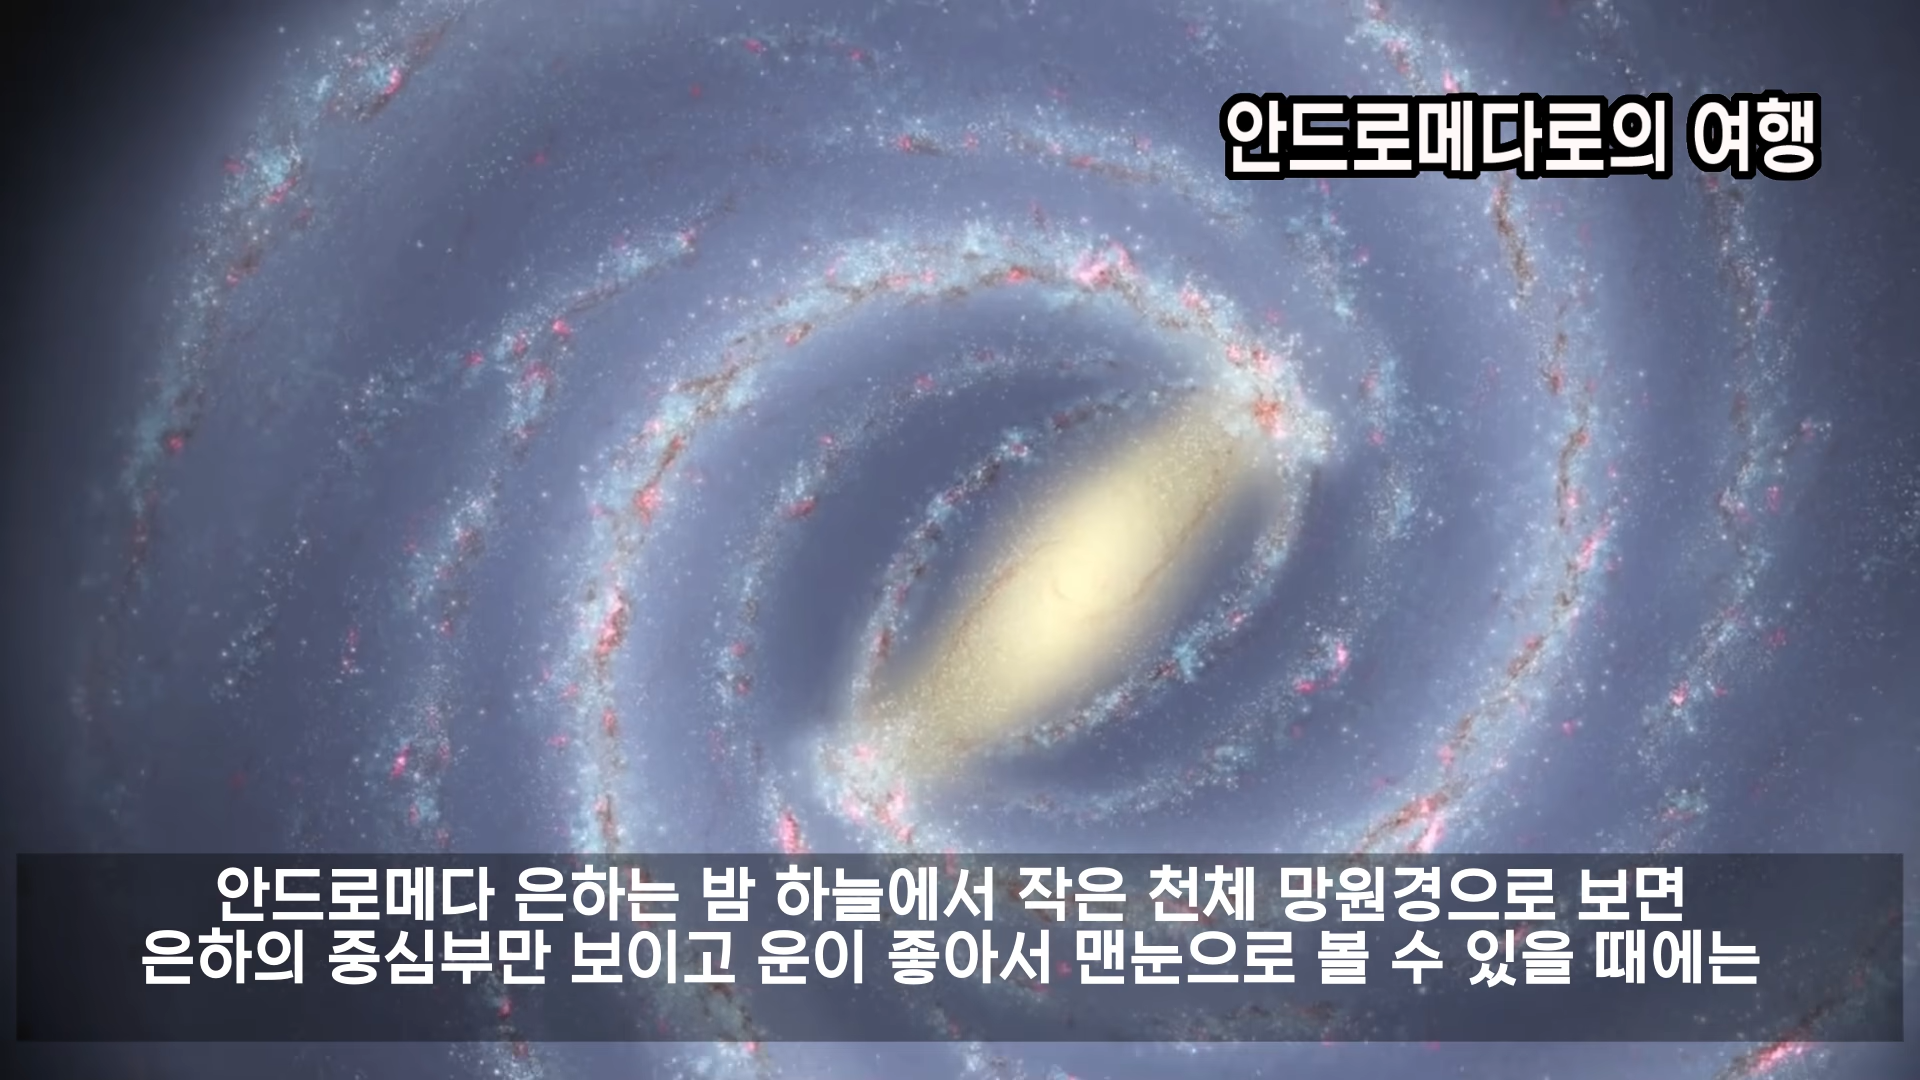 안드로메다로의 여행
안드로메다 은하는 밤 하늘에서 작은 천체 망원경으로 보면
은하의 중심부만 보이고 운이 좋아서 맨눈으로 볼 수 있을 때에는